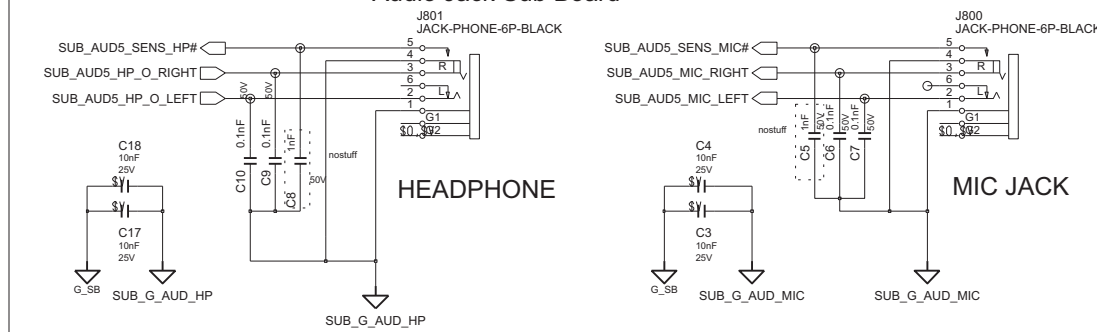 Audio Jack Sub-Board
J801
JACK-PHONE-6P-BLACK
SUB_AUD5_SENS_HP#
5
4
SUB_AUD5_HP_O_RIGHT
3
R
6
SUB_AUD5_HP_O_LEFT
2
L
1
G1
G2
50V
50V
0.1nF
0.1nF
1nF
nostuff
50V
C10
C9
C8
HEADPHONE
C18
10nF
25V
C17
10nF
25V
G_SB
SUB_G_AUD_HP
SUB_G_AUD_HP
J800
JACK-PHONE-6P-BLACK
SUB_AUD5_SENS_MIC#
5
4
SUB_AUD5_MIC_RIGHT
3
R
6
SUB_AUD5_MIC_LEFT
2
L
1
G1
G2
nostuff
1nF
50V
0.1nF
50V
0.1nF
50V
C5
C6
C7
MIC JACK
C4
10nF
25V
C3
10nF
25V
G_SB
SUB_G_AUD_MIC
SUB_G_AUD_MIC